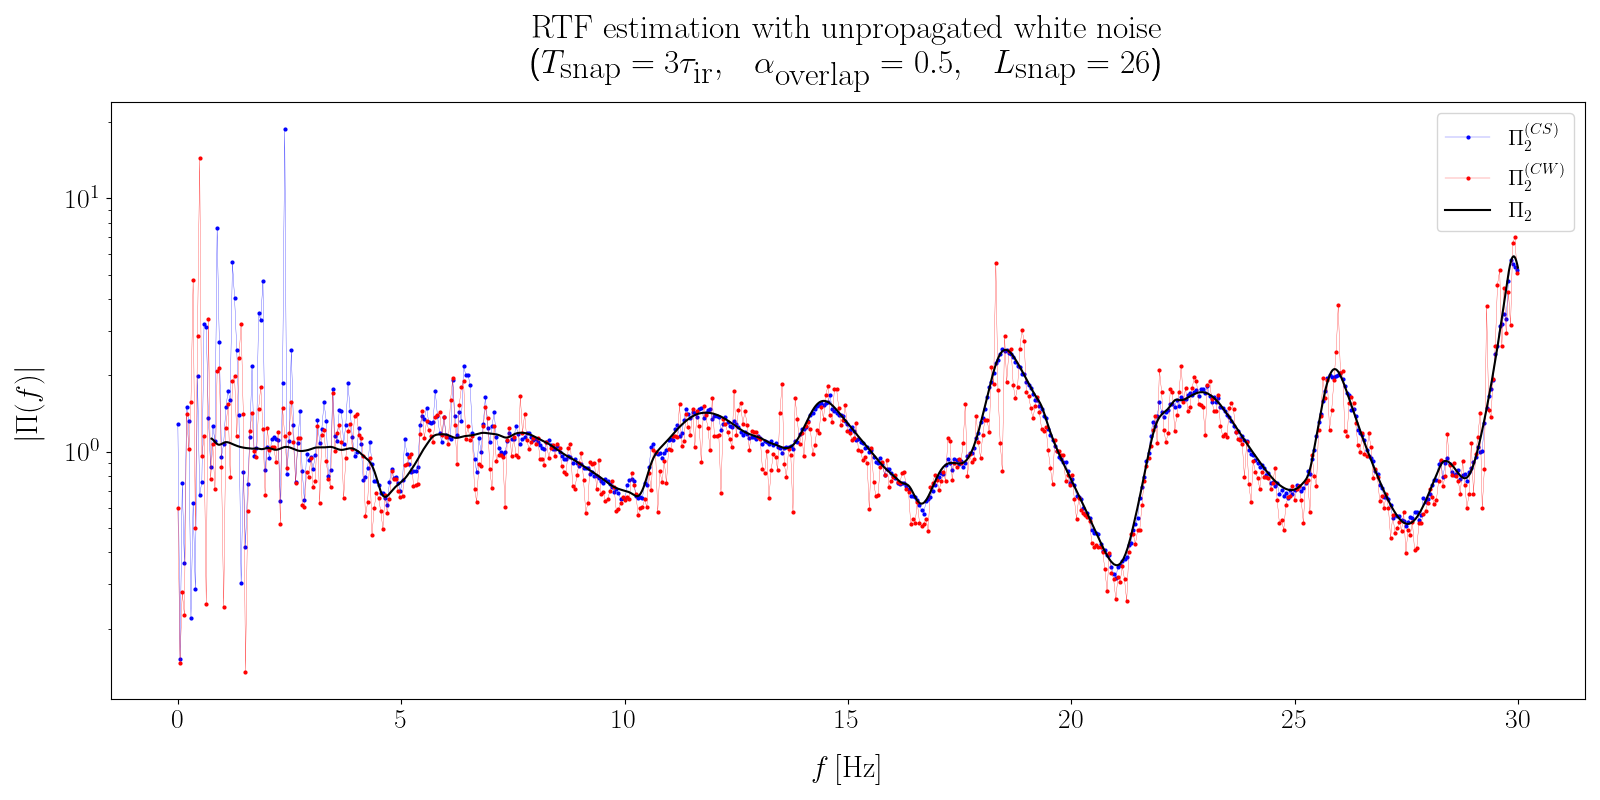 RTF estimation with unpropagated white noise
(T_snap = 3τ_ir, α_overlap = 0.5, L_snap = 26)
|Π(f)|
10^1
10^0
Π_2^(CS)
Π_2^(CW)
Π_2
0 5 10 15 20 25 30
f [Hz]